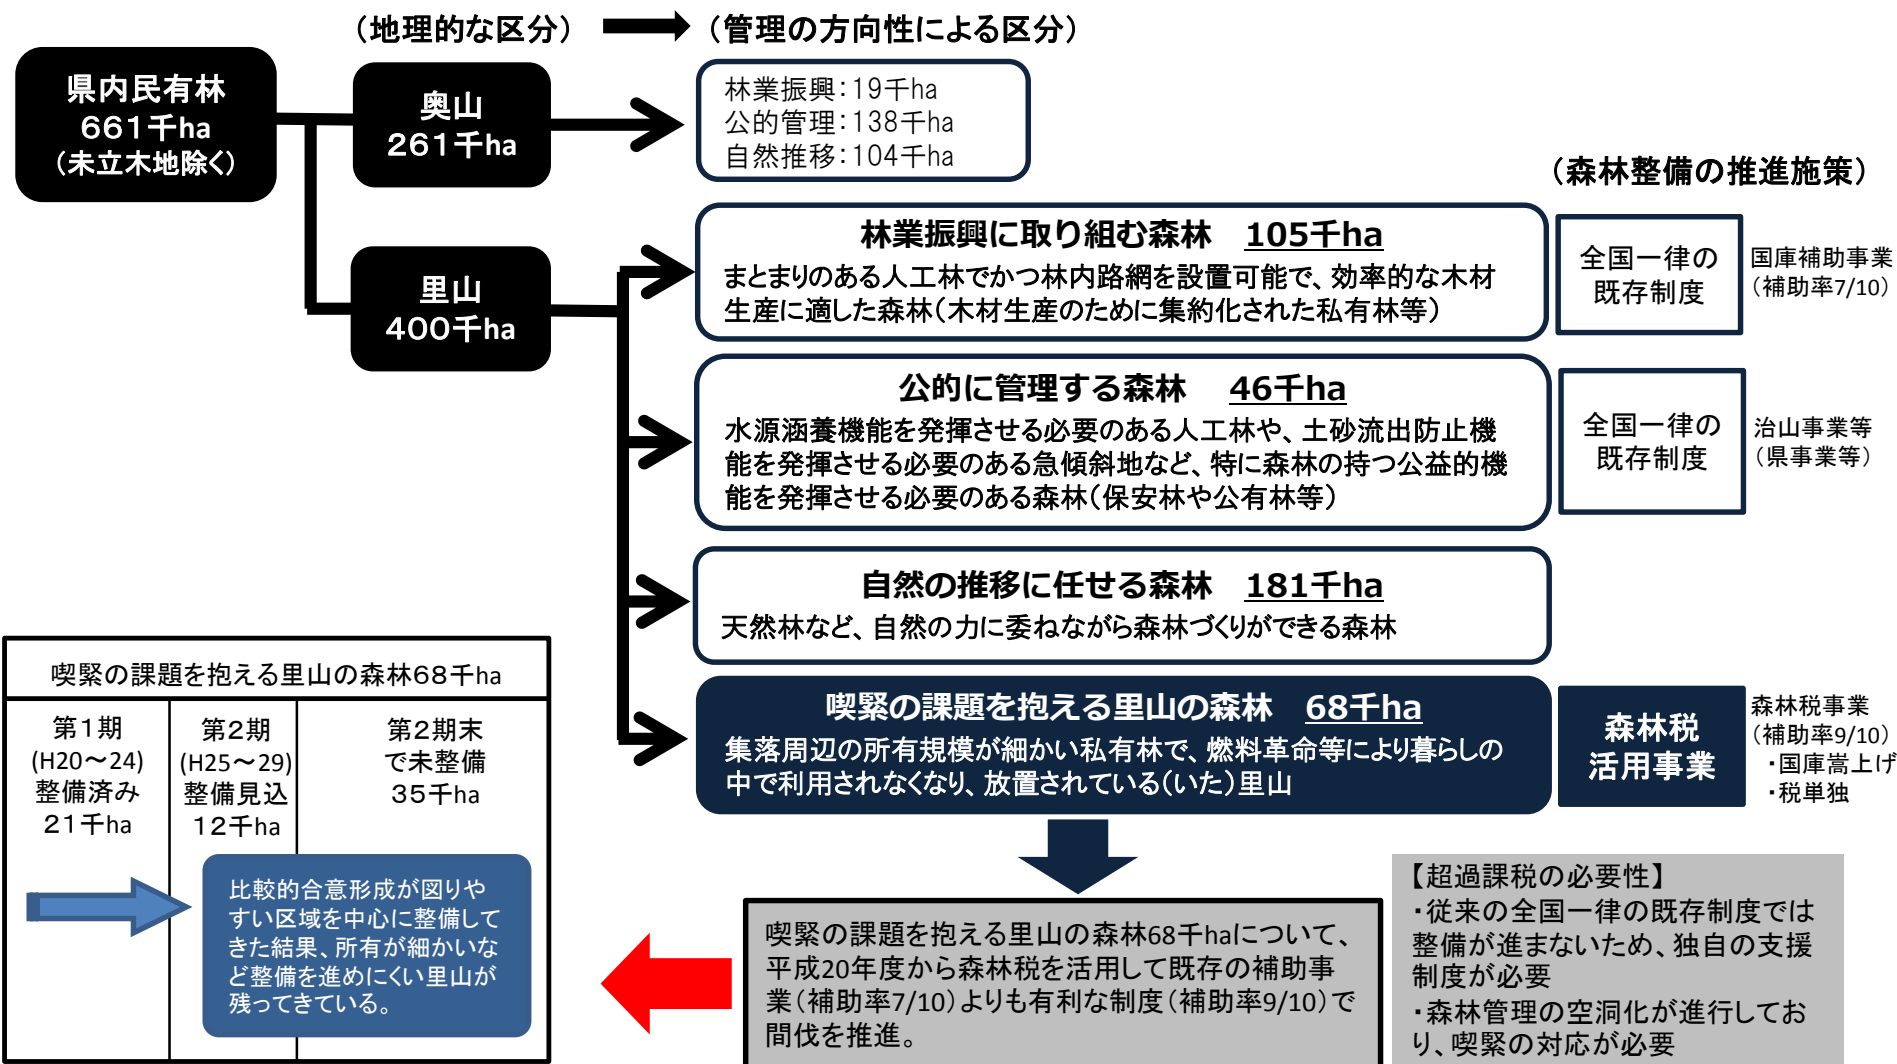 （地理的な区分）
（管理の方向性による区分）
県内民有林
６６１千ha
（未立木地除く）
奥山
２６１千ha
林業振興：19千ha
公的管理：138千ha
自然推移：104千ha
（森林整備の推進施策）
里山
４００千ha
林業振興に取り組む森林　105千ha
まとまりのある人工林でかつ林内路網を設置可能で、効率的な木材
生産に適した森林（木材生産のために集約化された私有林等）
全国一律の
既存制度
国庫補助事業
（補助率7/10）
公的に管理する森林　46千ha
水源涵養機能を発揮させる必要のある人工林や、土砂流出防止機
能を発揮させる必要のある急傾斜地など、特に森林の持つ公益的機
能を発揮させる必要のある森林（保安林や公有林等）
全国一律の
既存制度
治山事業等
（県事業等）
自然の推移に任せる森林　181千ha
天然林など、自然の力に委ねながら森林づくりができる森林
喫緊の課題を抱える里山の森林　68千ha
集落周辺の所有規模が細かい私有林で、燃料革命等により暮らしの
中で利用されなくなり、放置されている（いた）里山
森林税
活用事業
森林税事業
（補助率9/10）
・国庫嵩上げ
・税単独
喫緊の課題を抱える里山の森林６８千ha
第１期
(H20～24)
整備済み
２１千ha
第２期
(H25～29)
整備見込
１２千ha
第２期末
で未整備
３５千ha
比較的合意形成が図りや
すい区域を中心に整備して
きた結果、所有が細かいな
ど整備を進めにくい里山が
残ってきている。
喫緊の課題を抱える里山の森林68千haについて、
平成20年度から森林税を活用して既存の補助事
業（補助率7/10）よりも有利な制度（補助率9/10）で
間伐を推進。
【超過課税の必要性】
・従来の全国一律の既存制度では
整備が進まないため、独自の支援
制度が必要
・森林管理の空洞化が進行してお
り、喫緊の対応が必要